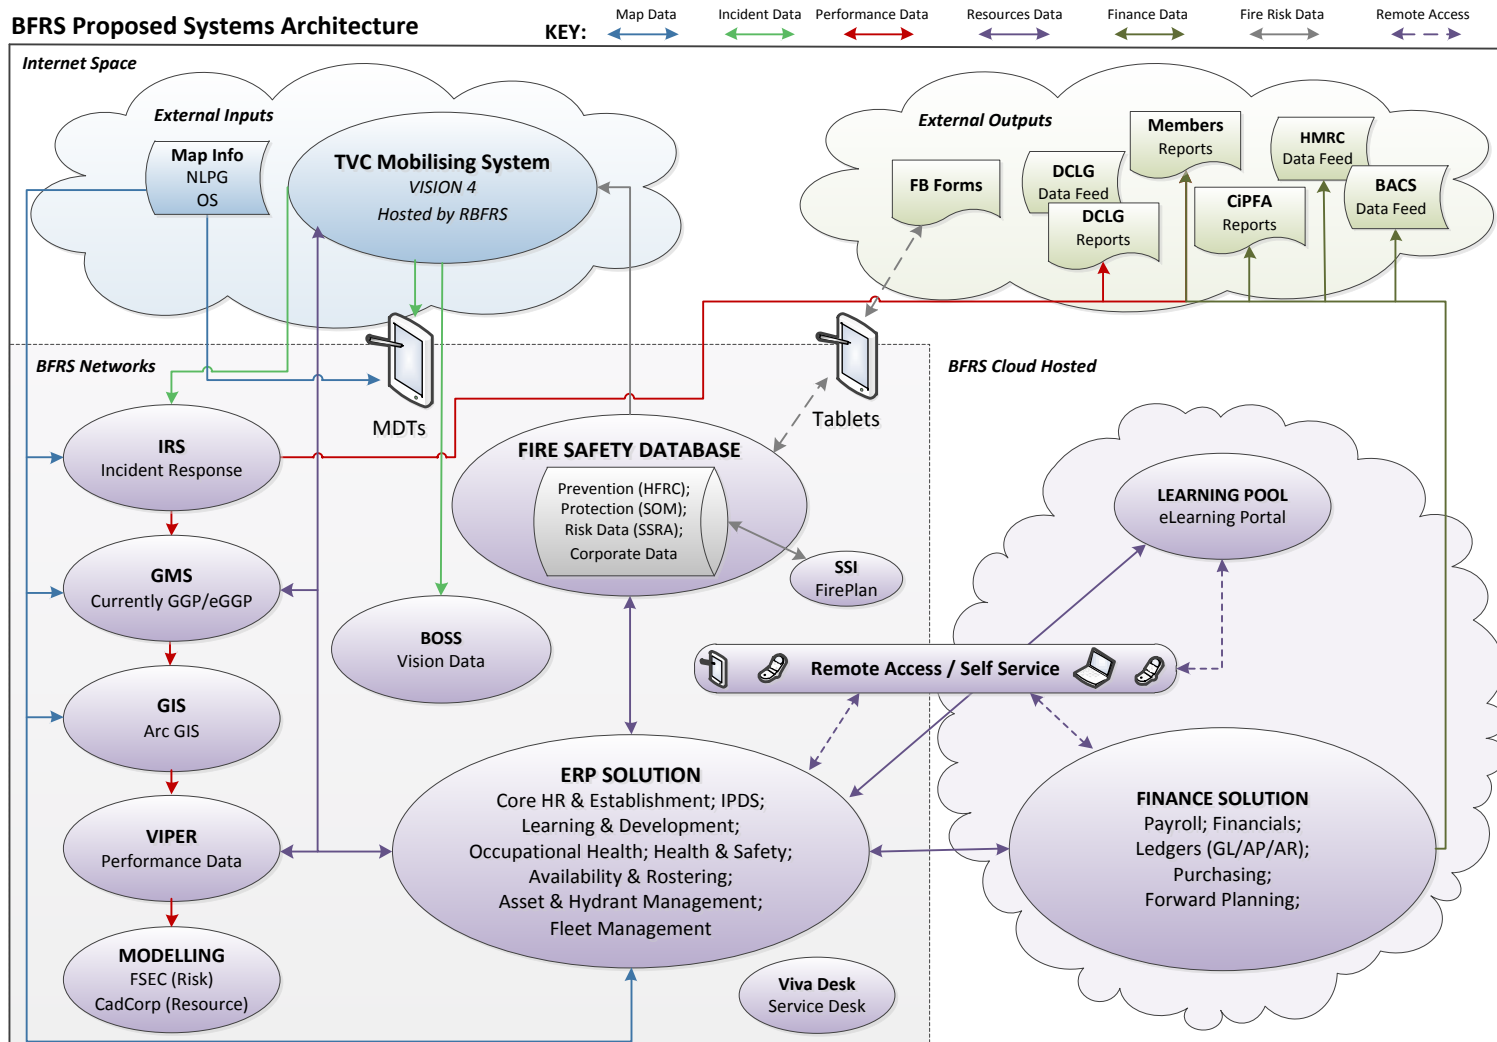 BFRS Proposed Systems Architecture
KEY:
Map Data
Incident Data
Performance Data
Resources Data
Finance Data
Fire Risk Data
Remote Access
Internet Space
External Inputs
Map Info
NLPG
OS
TVC Mobilising System
VISION 4
Hosted by RBFRS
External Outputs
FB Forms
DCLG
Data Feed
DCLG
Reports
Members
Reports
CiPFA
Reports
HMRC
Data Feed
BACS
Data Feed
BFRS Networks
MDTs
Tablets
BFRS Cloud Hosted
IRS
Incident Response
GMS
Currently GGP/eGGP
GIS
Arc GIS
VIPER
Performance Data
MODELLING
FSEC (Risk)
CadCorp (Resource)
FIRE SAFETY DATABASE
Prevention (HFRC);
Protection (SOM);
Risk Data (SSRA);
Corporate Data
SSI
FirePlan
BOSS
Vision Data
LEARNING POOL
eLearning Portal
Remote Access / Self Service
ERP SOLUTION
Core HR & Establishment; IPDS;
Learning & Development;
Occupational Health; Health & Safety;
Availability & Rostering;
Asset & Hydrant Management;
Fleet Management
FINANCE SOLUTION
Payroll; Financials;
Ledgers (GL/AP/AR);
Purchasing;
Forward Planning;
Viva Desk
Service Desk